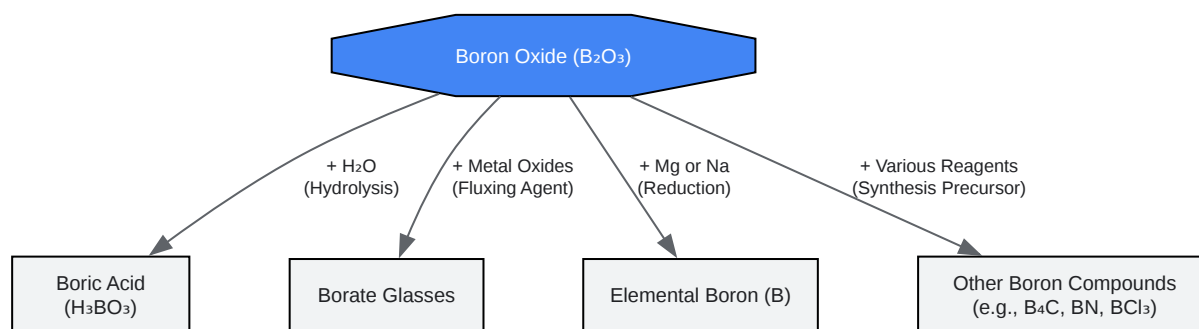 Boron Oxide (B₂O₃)
+ H₂O
(Hydrolysis)
+ Metal Oxides
(Fluxing Agent)
+ Mg or Na
(Reduction)
+ Various Reagents
(Synthesis Precursor)
Boric Acid
(H₃BO₃)
Borate Glasses
Elemental Boron (B)
Other Boron Compounds
(e.g., B₄C, BN, BCl₃)